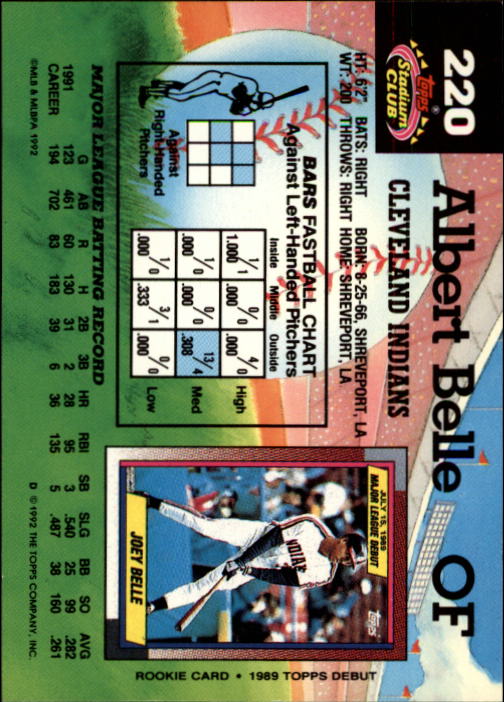 220
TOPPS
Stadium
CLUB
®
Albert Belle OF
CLEVELAND INDIANS
HT: 6'2" BATS: RIGHT BORN: 8-25-66, SHREVEPORT, LA
WT: 200 THROWS: RIGHT HOME: SHREVEPORT, LA
BARS FASTBALL CHART
Against Left-Handed Pitchers
Inside Middle Outside
1.000 1/1 .000 0/0 .000 4/0 High
.000 1/0 .000 0/0 .308 13/4 Med
.000 1/0 .333 3/1 .000 0/0 Low
Against
Right-Handed
Pitchers
JULY 15, 1989
MAJOR LEAGUE DEBUT
Topps
INDIAN
JOEY BELLE
ROOKIE CARD • 1989 TOPPS DEBUT
MAJOR LEAGUE BATTING RECORD
G AB R H 2B 3B HR RBI SB SLG BB SO AVG
1991 123 461 60 130 31 2 28 95 3 .540 25 99 .282
CAREER 194 702 83 183 39 6 36 135 5 .487 38 160 .261
©MLB & MLBPA 1992
D © 1992 THE TOPPS COMPANY, INC.